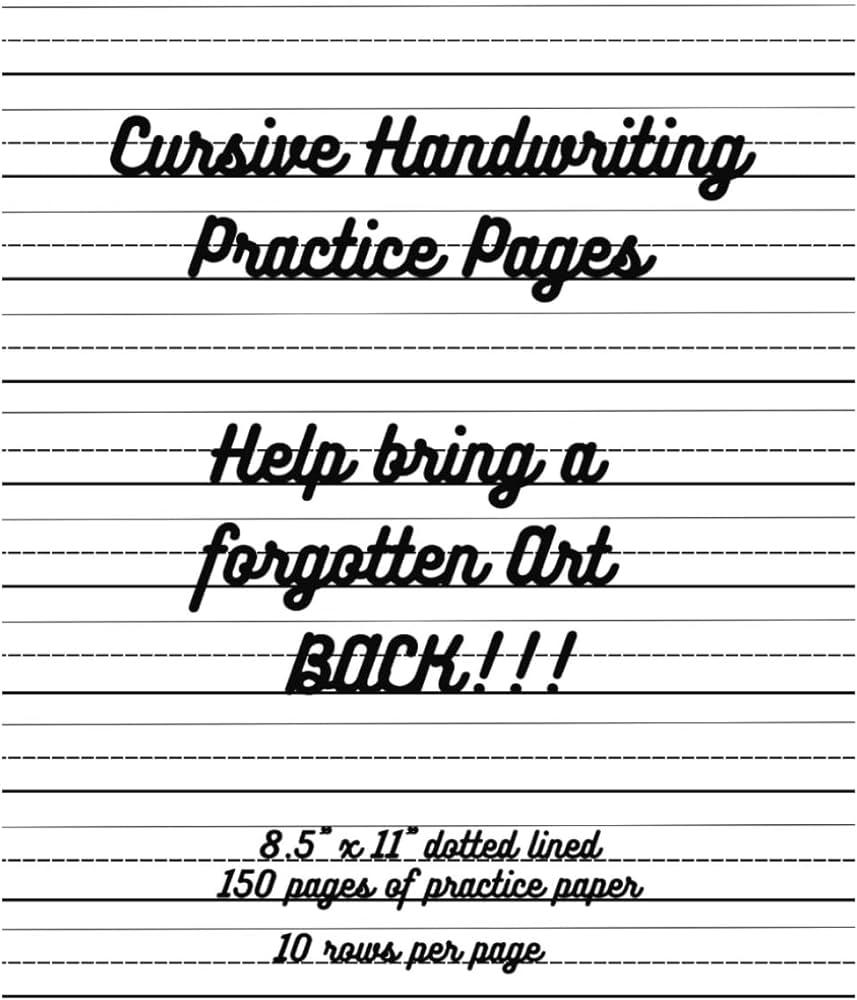 Cursive Handwriting
Practice Pages
Help bring a
forgotten Art
BACK!!!
8.5” x 11” dotted lined
150 pages of practice paper
10 rows per page